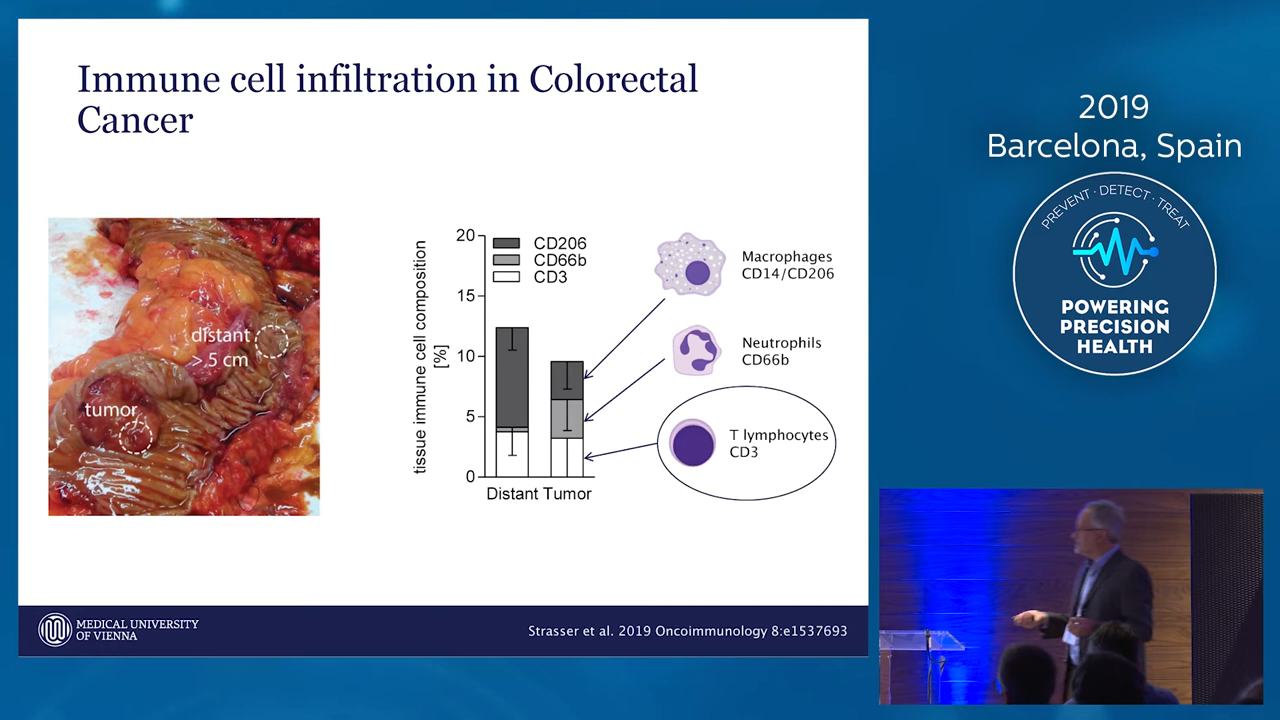 Immune cell infiltration in Colorectal
Cancer
distant
> 5 cm
tumor
tissue immune cell composition
[%]
20
15
10
5
0
CD206
CD66b
CD3
Distant Tumor
Macrophages
CD14/CD206
Neutrophils
CD66b
T lymphocytes
CD3
MEDICAL UNIVERSITY
OF VIENNA
Strasser et al. 2019 Oncoimmunology 8:e1537693
2019
Barcelona, Spain
PREVENT · DETECT · TREAT
POWERING
PRECISION
HEALTH